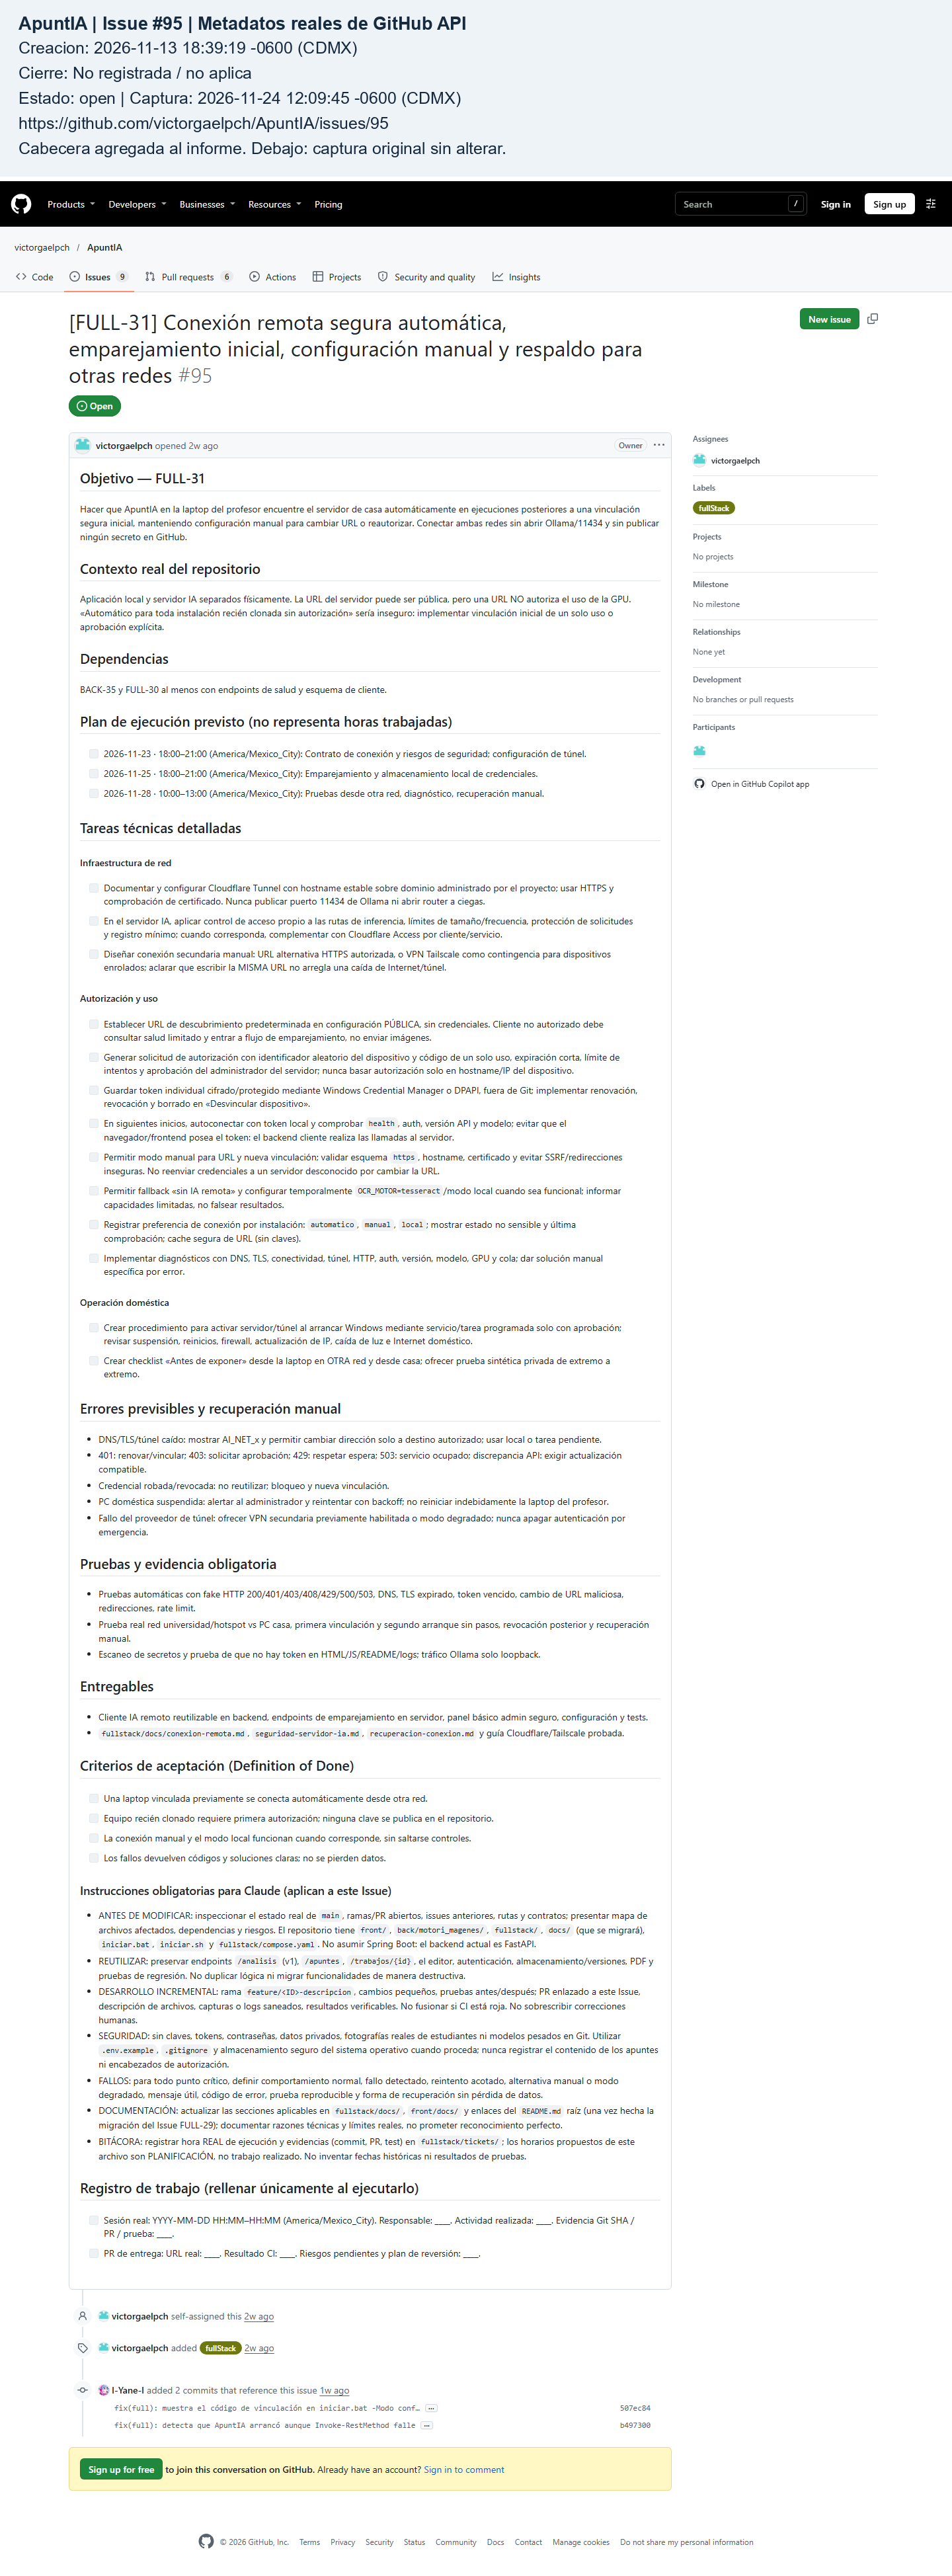 ApuntIA | Issue #95 | Metadatos reales de GitHub API
Creacion: 2026-11-13 18:39:19 -0600 (CDMX)
Cierre: No registrada / no aplica
Estado: open | Captura: 2026-11-24 12:09:45 -0600 (CDMX)
https://github.com/victorgaelpch/ApuntIA/issues/95
Cabecera agregada al informe. Debajo: captura original sin alterar.
Products Developers Businesses Resources Pricing Search / Sign in Sign up
victorgaelpch / ApuntIA
Code Issues 9 Pull requests 6 Actions Projects Security and quality Insights
[FULL-31] Conexión remota segura automática,
emparejamiento inicial, configuración manual y respaldo para
otras redes #95
New issue
Open
victorgaelpch opened 2w ago Owner
Objetivo — FULL-31
Hacer que ApuntIA en la laptop del profesor encuentre el servidor de casa automáticamente en ejecuciones posteriores a una vinculación
segura inicial, manteniendo configuración manual para cambiar URL o reautorizar. Conectar ambas redes sin abrir Ollama/11434 y sin publicar
ningún secreto en GitHub.
Contexto real del repositorio
Aplicación local y servidor IA separados físicamente. La URL del servidor puede ser pública, pero una URL NO autoriza el uso de la GPU.
«Automático para toda instalación recién clonada sin autorización» sería inseguro: implementar vinculación inicial de un solo uso o
aprobación explícita.
Dependencias
BACK-35 y FULL-30 al menos con endpoints de salud y esquema de cliente.
Plan de ejecución previsto (no representa horas trabajadas)
2026-11-23 · 18:00–21:00 (America/Mexico_City): Contrato de conexión y riesgos de seguridad; configuración de túnel.
2026-11-25 · 18:00–21:00 (America/Mexico_City): Emparejamiento y almacenamiento local de credenciales.
2026-11-28 · 10:00–13:00 (America/Mexico_City): Pruebas desde otra red, diagnóstico, recuperación manual.
Tareas técnicas detalladas
Infraestructura de red
Documentar y configurar Cloudflare Tunnel con hostname estable sobre dominio administrado por el proyecto; usar HTTPS y
comprobación de certificado. Nunca publicar puerto 11434 de Ollama ni abrir router a ciegas.
En el servidor IA, aplicar control de acceso propio a las rutas de inferencia, límites de tamaño/frecuencia, protección de solicitudes
y registro mínimo; cuando corresponda, complementar con Cloudflare Access por cliente/servicio.
Diseñar conexión secundaria manual: URL alternativa HTTPS autorizada, o VPN Tailscale como contingencia para dispositivos
enrolados; aclarar que escribir la MISMA URL no arregla una caída de Internet/túnel.
Autorización y uso
Establecer URL de descubrimiento predeterminada en configuración PÚBLICA, sin credenciales. Cliente no autorizado debe
consultar salud limitado y entrar a flujo de emparejamiento, no enviar imágenes.
Generar solicitud de autorización con identificador aleatorio del dispositivo y código de un solo uso, expiración corta, límite de
intentos y aprobación del administrador del servidor; nunca basar autorización solo en hostname/IP del dispositivo.
Guardar token individual cifrado/protegido mediante Windows Credential Manager o DPAPI, fuera de Git; implementar renovación,
revocación y borrado en «Desvincular dispositivo».
En siguientes inicios, autoconectar con token local y comprobar health, auth, versión API y modelo; evitar que el
navegador/frontend posea el token: el backend cliente realiza las llamadas al servidor.
Permitir modo manual para URL y nueva vinculación; validar esquema https, hostname, certificado y evitar SSRF/redirecciones
inseguras. No reenviar credenciales a un servidor desconocido por cambiar la URL.
Permitir fallback «sin IA remota» y configurar temporalmente OCR_MOTOR=tesseract/modo local cuando sea funcional; informar
capacidades limitadas, no falsear resultados.
Registrar preferencia de conexión por instalación: automatico, manual, local; mostrar estado no sensible y última
comprobación; cache segura de URL (sin claves).
Implementar diagnósticos con DNS, TLS, conectividad, túnel, HTTP, auth, versión, modelo, GPU y cola; dar solución manual
específica por error.
Operación doméstica
Crear procedimiento para activar servidor/túnel al arrancar Windows mediante servicio/tarea programada solo con aprobación;
revisar suspensión, reinicios, firewall, actualización de IP, caída de luz e Internet doméstico.
Crear checklist «Antes de exponer» desde la laptop en OTRA red y desde casa; ofrecer prueba sintética privada de extremo a
extremo.
Errores previsibles y recuperación manual
DNS/TLS/túnel caído: mostrar AI_NET_x y permitir cambiar dirección solo a destino autorizado; usar local o tarea pendiente.
401: renovar/vincular; 403: solicitar aprobación; 429: respetar espera; 503: servicio ocupado; discrepancia API: exigir actualización
compatible.
Credencial robada/revocada: no reutilizar; bloqueo y nueva vinculación.
PC doméstica suspendida: alertar al administrador y reintentar con backoff; no reiniciar indebidamente la laptop del profesor.
Fallo del proveedor de túnel: ofrecer VPN secundaria previamente habilitada o modo degradado; nunca apagar autenticación por
emergencia.
Pruebas y evidencia obligatoria
Pruebas automáticas con fake HTTP 200/401/403/408/429/500/503, DNS, TLS expirado, token vencido, cambio de URL maliciosa,
redirecciones, rate limit.
Prueba real red universidad/hotspot vs PC casa, primera vinculación y segundo arranque sin pasos, revocación posterior y recuperación
manual.
Escaneo de secretos y prueba de que no hay token en HTML/JS/README/logs; tráfico Ollama solo loopback.
Entregables
Cliente IA remoto reutilizable en backend, endpoints de emparejamiento en servidor, panel básico admin seguro, configuración y tests.
fullstack/docs/conexion-remota.md, seguridad-servidor-ia.md, recuperacion-conexion.md y guía Cloudflare/Tailscale probada.
Criterios de aceptación (Definition of Done)
Una laptop vinculada previamente se conecta automáticamente desde otra red.
Equipo recién clonado requiere primera autorización; ninguna clave se publica en el repositorio.
La conexión manual y el modo local funcionan cuando corresponde, sin saltarse controles.
Los fallos devuelven códigos y soluciones claras; no se pierden datos.
Instrucciones obligatorias para Claude (aplican a este Issue)
ANTES DE MODIFICAR: inspeccionar el estado real de main, ramas/PR abiertos, issues anteriores, rutas y contratos; presentar mapa de
archivos afectados, dependencias y riesgos. El repositorio tiene front/, back/motori_magenes/, fullstack/, docs/ (que se migrará),
iniciar.bat, iniciar.sh y fullstack/compose.yaml. No asumir Spring Boot: el backend actual es FastAPI.
REUTILIZAR: preservar endpoints /analisis (v1), /apuntes, /trabajos/{id}, el editor, autenticación, almacenamiento/versiones, PDF y
pruebas de regresión. No duplicar lógica ni migrar funcionalidades de manera destructiva.
DESARROLLO INCREMENTAL: rama feature/<ID>-descripcion, cambios pequeños, pruebas antes/después; PR enlazado a este Issue,
descripción de archivos, capturas o logs saneados, resultados verificables. No fusionar si CI está roja. No sobrescribir correcciones
humanas.
SEGURIDAD: sin claves, tokens, contraseñas, datos privados, fotografías reales de estudiantes ni modelos pesados en Git. Utilizar
.env.example, .gitignore y almacenamiento seguro del sistema operativo cuando proceda; nunca registrar el contenido de los apuntes
ni encabezados de autorización.
FALLOS: para todo punto crítico, definir comportamiento normal, fallo detectado, reintento acotado, alternativa manual o modo
degradado, mensaje útil, código de error, prueba reproducible y forma de recuperación sin pérdida de datos.
DOCUMENTACIÓN: actualizar las secciones aplicables en fullstack/docs/, front/docs/ y enlaces del README.md raíz (una vez hecha la
migración del Issue FULL-29); documentar razones técnicas y límites reales, no prometer reconocimiento perfecto.
BITÁCORA: registrar hora REAL de ejecución y evidencias (commit, PR, test) en fullstack/tickets/; los horarios propuestos de este
archivo son PLANIFICACIÓN, no trabajo realizado. No inventar fechas históricas ni resultados de pruebas.
Registro de trabajo (rellenar únicamente al ejecutarlo)
Sesión real: YYYY-MM-DD HH:MM–HH:MM (America/Mexico_City). Responsable: ____. Actividad realizada: ____. Evidencia Git SHA /
PR / prueba: ____.
PR de entrega: URL real: ____. Resultado CI: ____. Riesgos pendientes y plan de reversión: ____.
victorgaelpch self-assigned this 2w ago
victorgaelpch added fullStack 2w ago
I-Yane-I added 2 commits that reference this issue 1w ago
fix(full): muestra el código de vinculación en iniciar.bat -Modo conf… 507ec84
fix(full): detecta que ApuntIA arrancó aunque Invoke-RestMethod falle b497300
Sign up for free to join this conversation on GitHub. Already have an account? Sign in to comment
Assignees
victorgaelpch
Labels
fullStack
Projects
No projects
Milestone
No milestone
Relationships
None yet
Development
No branches or pull requests
Participants
Open in GitHub Copilot app
© 2026 GitHub, Inc. Terms Privacy Security Status Community Docs Contact Manage cookies Do not share my personal information